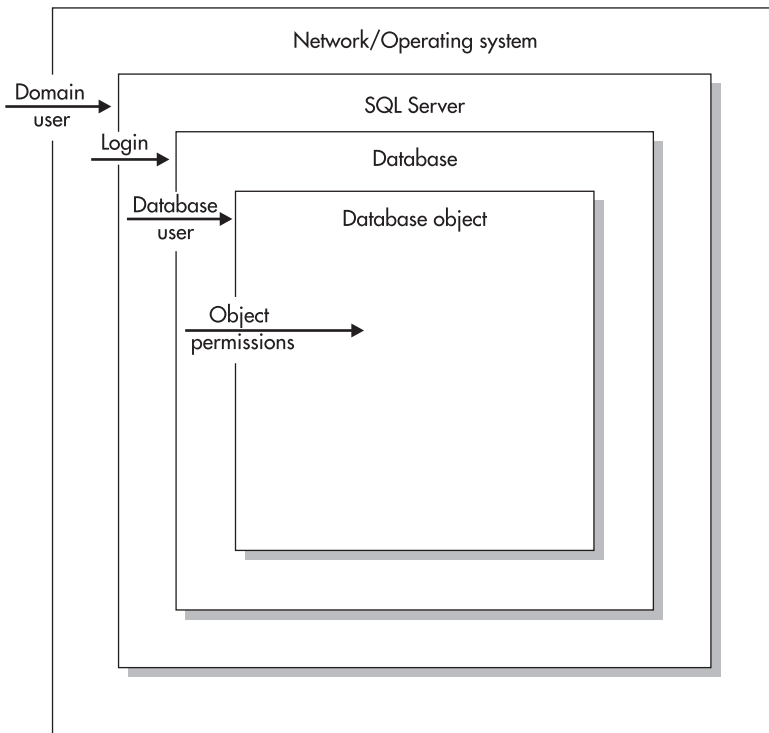 Network/Operating system
Domain
user
SQL Server
Login
Database
Database
user
Database object
Object
permissions